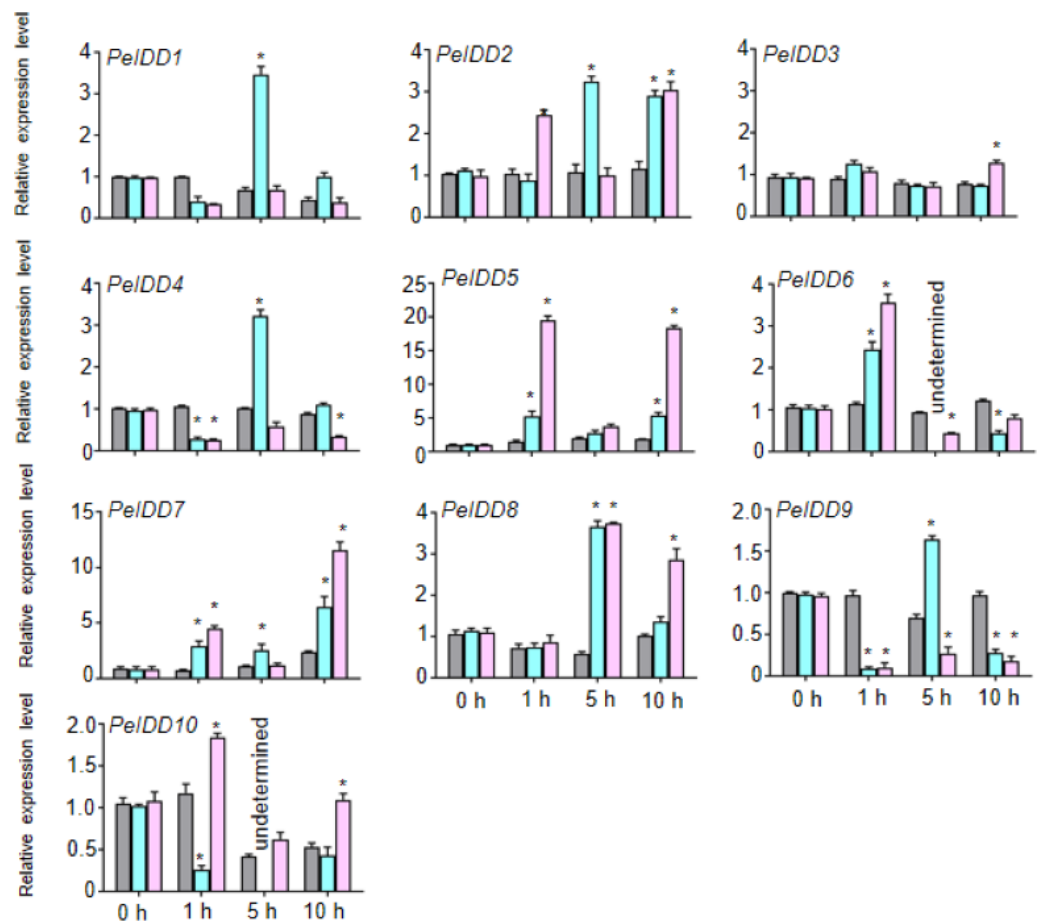 Relative expression level
PeIDD1
4
3
2
1
0
*
PeIDD2
4
3
2
1
0
* * *
PeIDD3
4
3
2
1
0
*
Relative expression level
PeIDD4
4
3
2
1
0
* * * *
PeIDD5
25
20
15
10
5
0
* * * *
PeIDD6
4
3
2
1
0
* * * *
undetermined
Relative expression level
PeIDD7
15
10
5
0
* * * * *
PeIDD8
4
3
2
1
0
* * *
0 h 1 h 5 h 10 h
PeIDD9
2.0
1.5
1.0
0.5
0
* * * * * *
0 h 1 h 5 h 10 h
Relative expression level
PeIDD10
2.0
1.5
1.0
0.5
0
* * *
undetermined
0 h 1 h 5 h 10 h